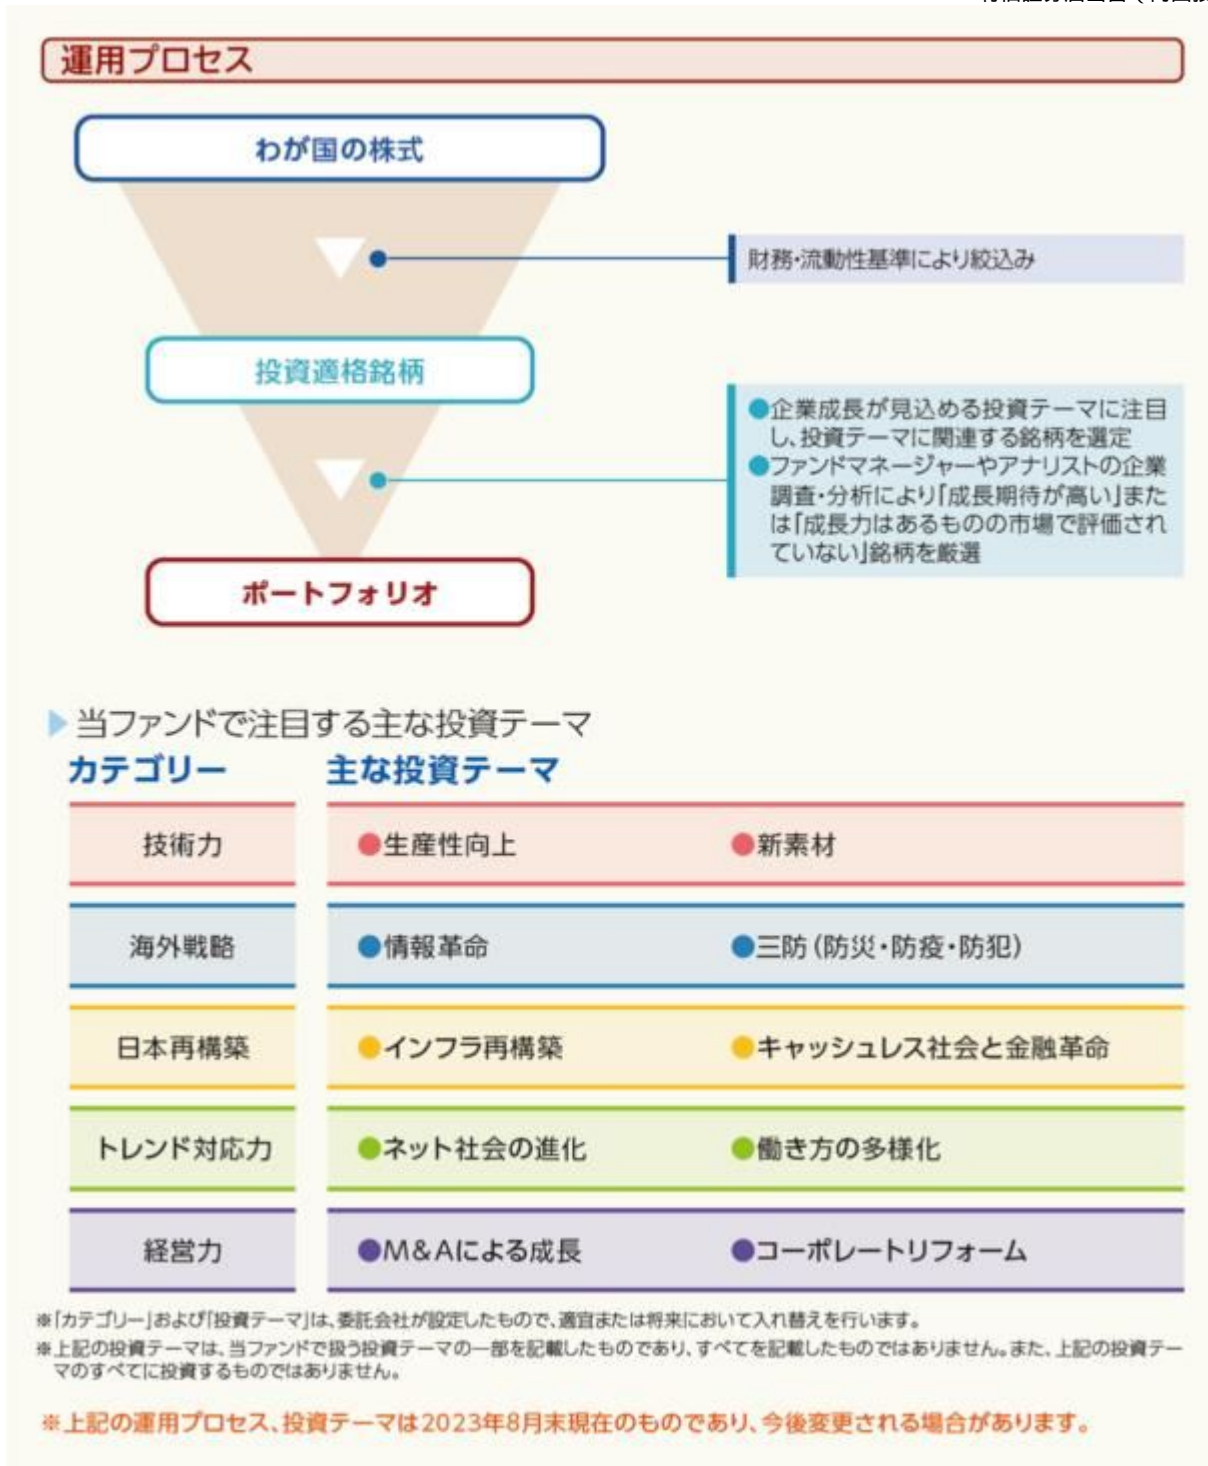 運用プロセス
わが国の株式
財務・流動性基準により絞込み
投資適格銘柄
●企業成長が見込める投資テーマに注目
し、投資テーマに関連する銘柄を選定
●ファンドマネージャーやアナリストの企業
調査・分析により「成長期待が高い」また
は「成長力はあるものの市場で評価され
ていない」銘柄を厳選
ポートフォリオ
当ファンドで注目する主な投資テーマ
カテゴリー 主な投資テーマ
技術力 ●生産性向上 ●新素材
海外戦略 ●情報革命 ●三防(防災・防疫・防犯)
日本再構築 ●インフラ再構築 ●キャッシュレス社会と金融革命
トレンド対応力 ●ネット社会の進化 ●働き方の多様化
経営力 ●M&Aによる成長 ●コーポレートリフォーム
※「カテゴリー」および「投資テーマ」は、委託会社が設定したもので、適宜または将来において入れ替えを行います。
※上記の投資テーマは、当ファンドで扱う投資テーマの一部を記載したものであり、すべてを記載したものではありません。また、上記の投資テー
マのすべてに投資するものではありません。
※上記の運用プロセス、投資テーマは2023年8月末現在のものであり、今後変更される場合があります。